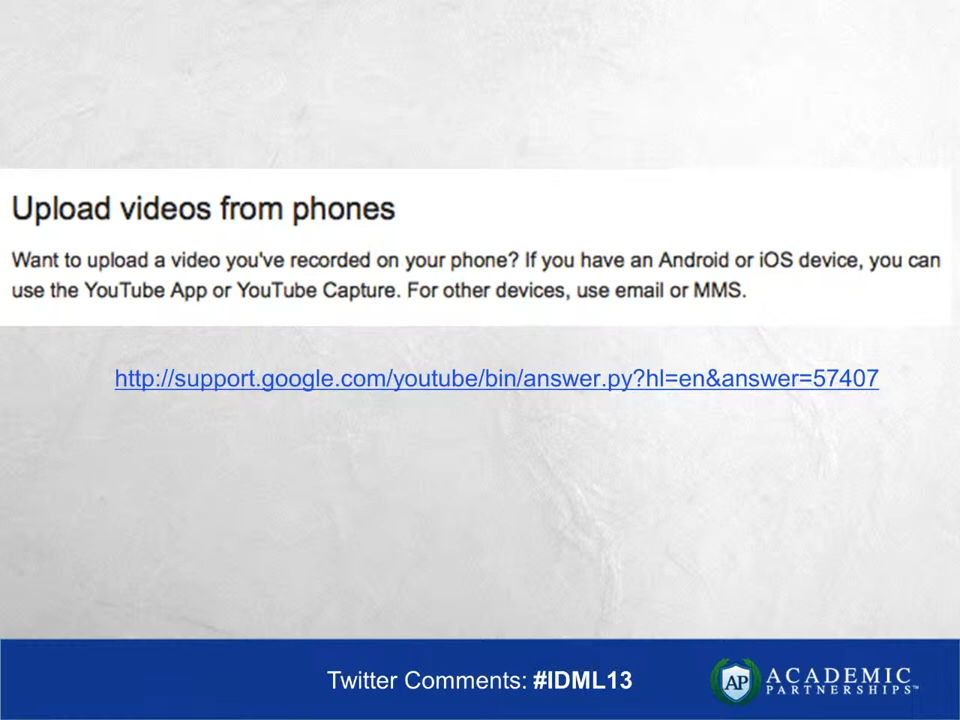 Upload videos from phones
Want to upload a video you've recorded on your phone? If you have an Android or iOS device, you can
use the YouTube App or YouTube Capture. For other devices, use email or MMS.
http://support.google.com/youtube/bin/answer.py?hl=en&answer=57407
Twitter Comments: #IDML13
AP
ACADEMIC
PARTNERSHIPS™